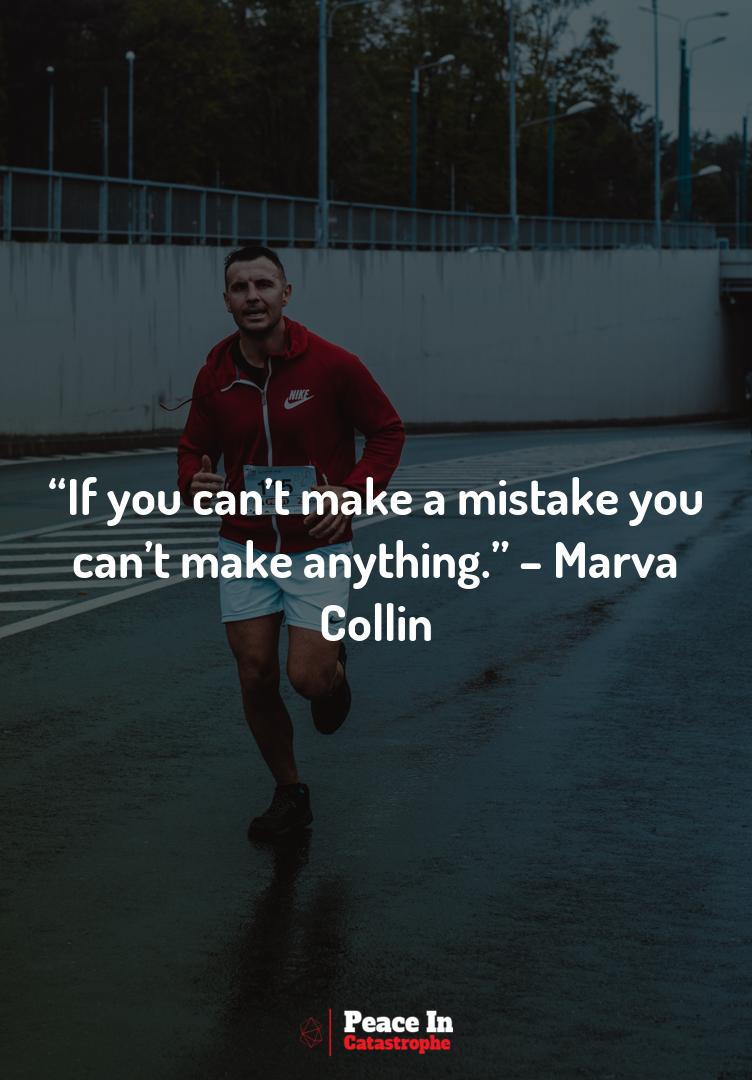 NIKE
“If you can’t make a mistake you
can’t make anything.” – Marva
Collin
Peace In
Catastrophe